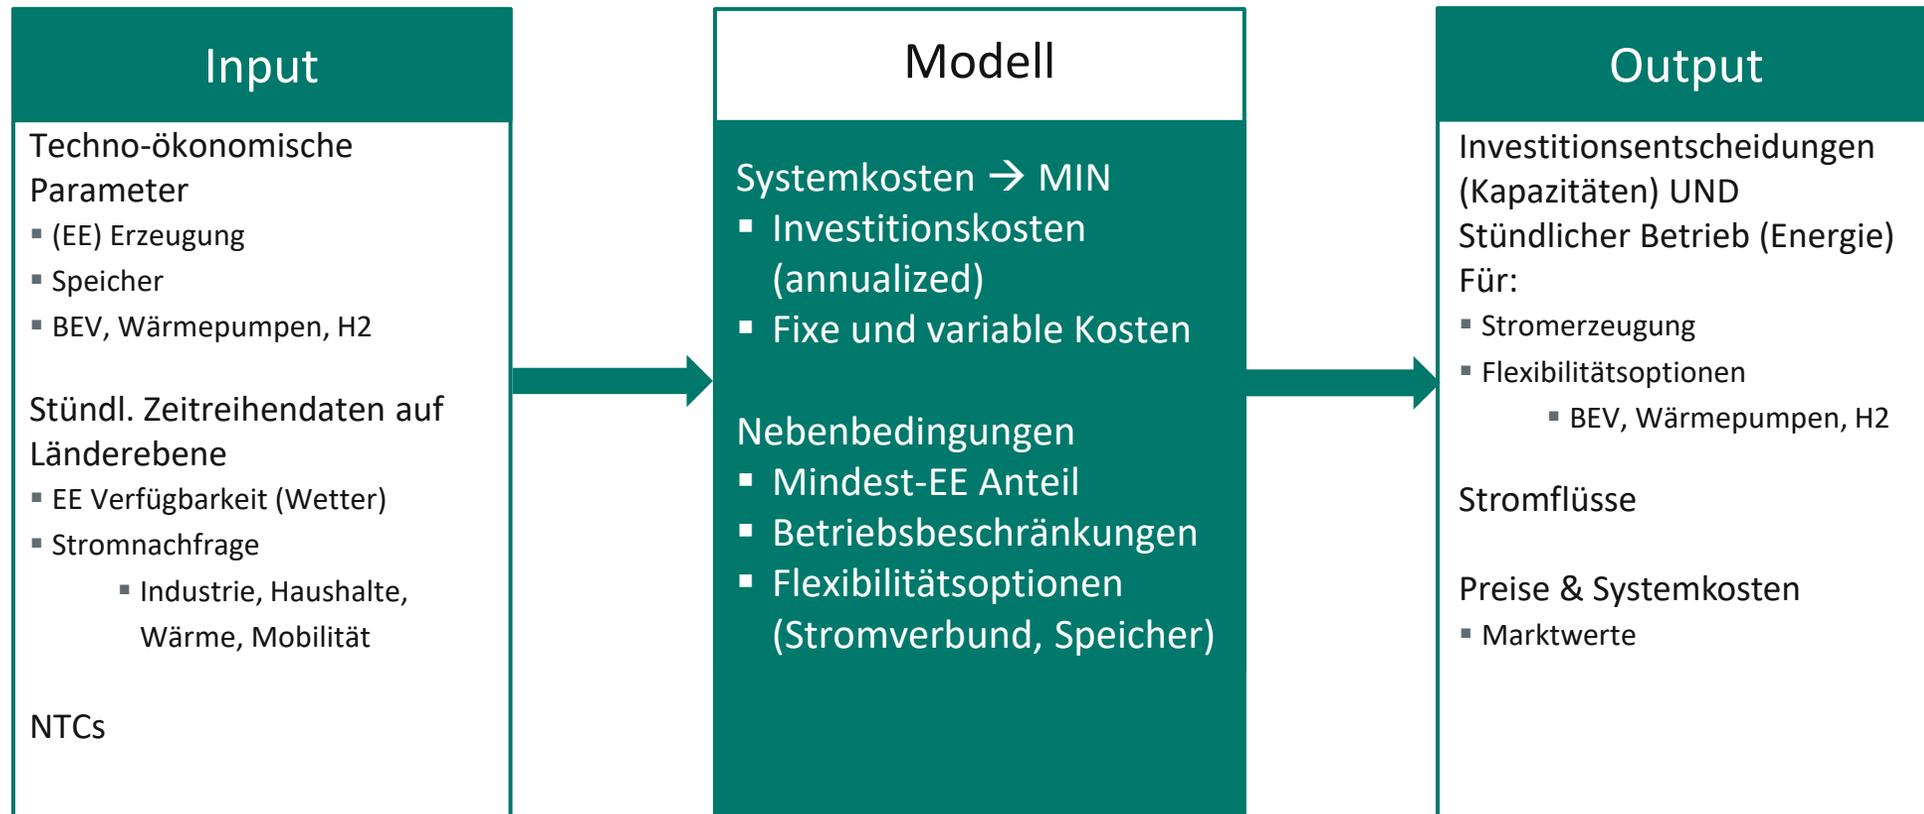 Input
Techno-ökonomische
Parameter
▪ (EE) Erzeugung
▪ Speicher
▪ BEV, Wärmepumpen, H2
Stündl. Zeitreihendaten auf
Länderebene
▪ EE Verfügbarkeit (Wetter)
▪ Stromnachfrage
▪ Industrie, Haushalte,
Wärme, Mobilität
NTCs
Modell
Systemkosten → MIN
▪ Investitionskosten
(annualized)
▪ Fixe und variable Kosten
Nebenbedingungen
▪ Mindest-EE Anteil
▪ Betriebsbeschränkungen
▪ Flexibilitätsoptionen
(Stromverbund, Speicher)
Output
Investitionsentscheidungen
(Kapazitäten) UND
Stündlicher Betrieb (Energie)
Für:
▪ Stromerzeugung
▪ Flexibilitätsoptionen
▪ BEV, Wärmepumpen, H2
Stromflüsse
Preise & Systemkosten
▪ Marktwerte